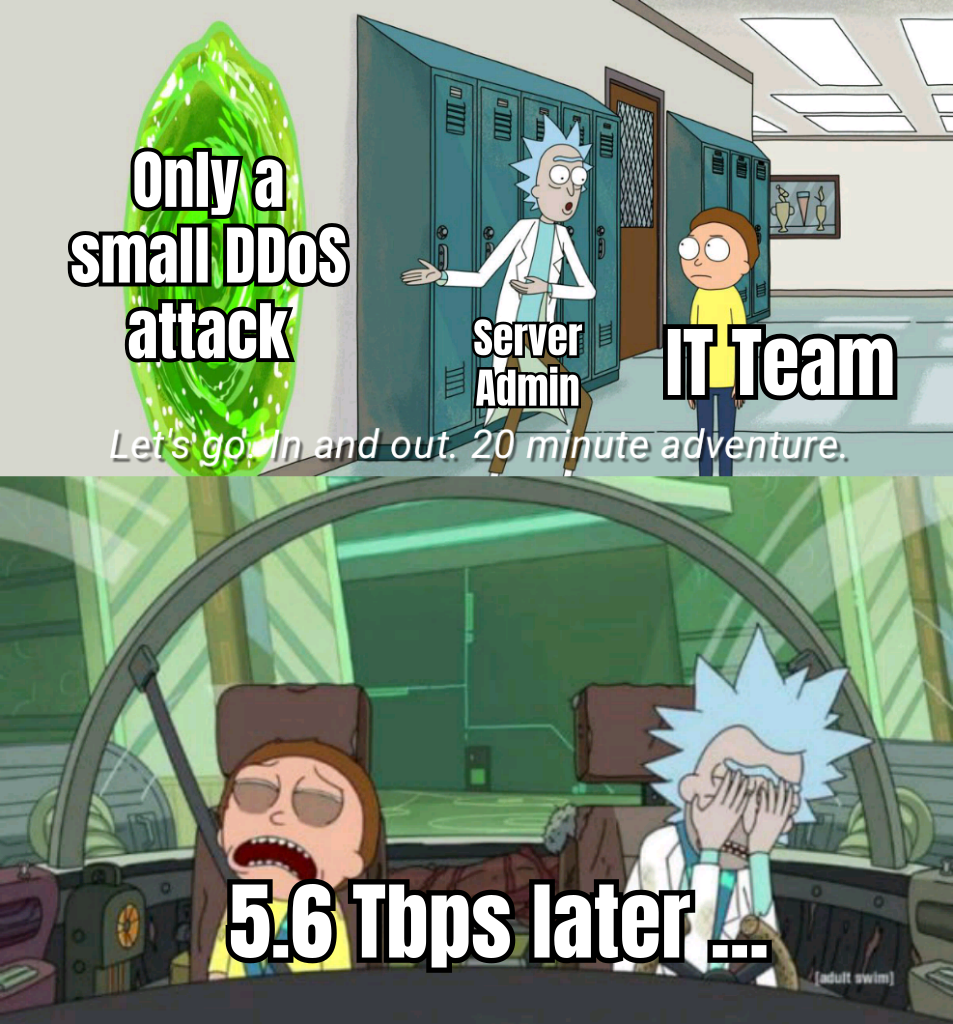 Only a
small DDoS
attack
Server
Admin
IT Team
Let's go. In and out. 20 minute adventure.
5.6 Tbps later ...
[adult swim]